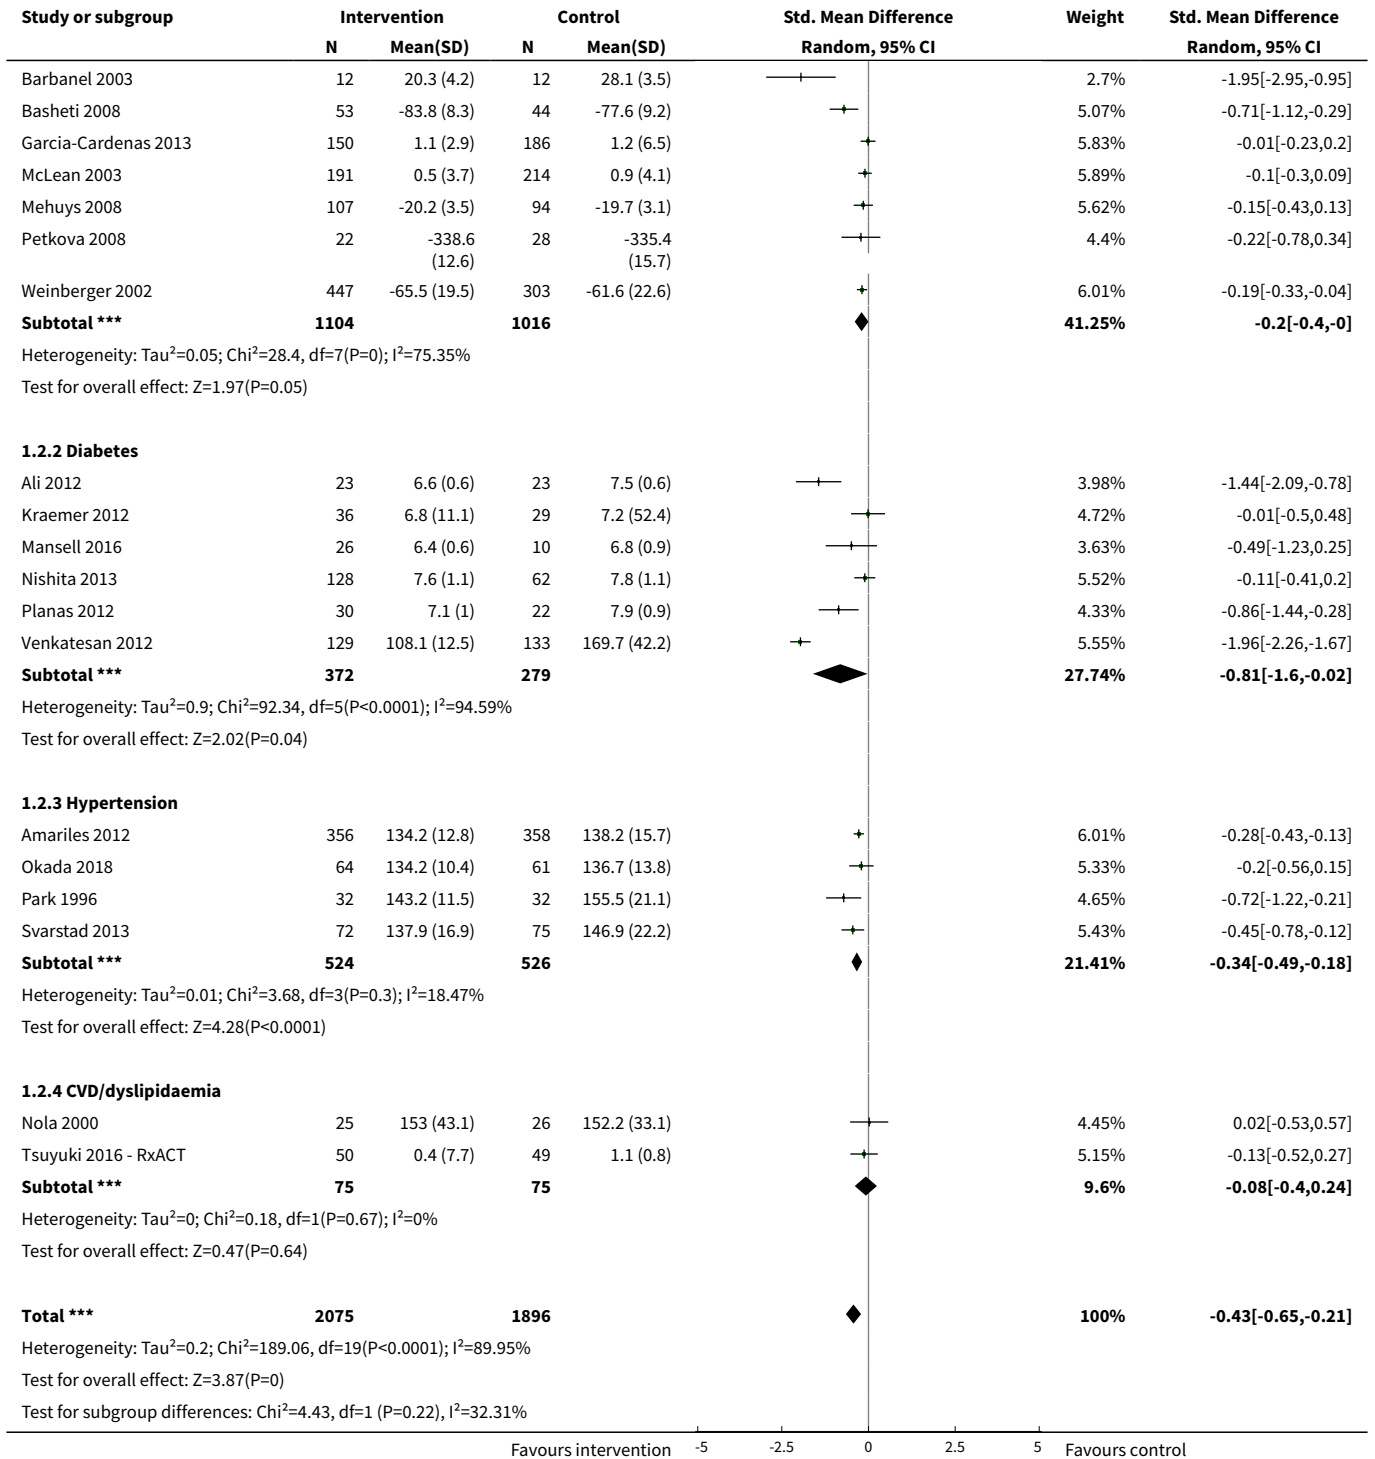 Study or subgroup Intervention Control Std. Mean Difference Weight Std. Mean Difference
N Mean(SD) N Mean(SD) Random, 95% CI Random, 95% CI
Barbanel 2003 12 20.3 (4.2) 12 28.1 (3.5) 2.7% -1.95[-2.95,-0.95]
Basheti 2008 53 -83.8 (8.3) 44 -77.6 (9.2) 5.07% -0.71[-1.12,-0.29]
Garcia-Cardenas 2013 150 1.1 (2.9) 186 1.2 (6.5) 5.83% -0.01[-0.23,0.2]
McLean 2003 191 0.5 (3.7) 214 0.9 (4.1) 5.89% -0.1[-0.3,0.09]
Mehuys 2008 107 -20.2 (3.5) 94 -19.7 (3.1) 5.62% -0.15[-0.43,0.13]
Petkova 2008 22 -338.6 28 -335.4 4.4% -0.22[-0.78,0.34]
(12.6) (15.7)
Weinberger 2002 447 -65.5 (19.5) 303 -61.6 (22.6) 6.01% -0.19[-0.33,-0.04]
Subtotal *** 1104 1016 41.25% -0.2[-0.4,-0]
Heterogeneity: Tau²=0.05; Chi²=28.4, df=7(P=0); I²=75.35%
Test for overall effect: Z=1.97(P=0.05)
1.2.2 Diabetes
Ali 2012 23 6.6 (0.6) 23 7.5 (0.6) 3.98% -1.44[-2.09,-0.78]
Kraemer 2012 36 6.8 (11.1) 29 7.2 (52.4) 4.72% -0.01[-0.5,0.48]
Mansell 2016 26 6.4 (0.6) 10 6.8 (0.9) 3.63% -0.49[-1.23,0.25]
Nishita 2013 128 7.6 (1.1) 62 7.8 (1.1) 5.52% -0.11[-0.41,0.2]
Planas 2012 30 7.1 (1) 22 7.9 (0.9) 4.33% -0.86[-1.44,-0.28]
Venkatesan 2012 129 108.1 (12.5) 133 169.7 (42.2) 5.55% -1.96[-2.26,-1.67]
Subtotal *** 372 279 27.74% -0.81[-1.6,-0.02]
Heterogeneity: Tau²=0.9; Chi²=92.34, df=5(P<0.0001); I²=94.59%
Test for overall effect: Z=2.02(P=0.04)
1.2.3 Hypertension
Amariles 2012 356 134.2 (12.8) 358 138.2 (15.7) 6.01% -0.28[-0.43,-0.13]
Okada 2018 64 134.2 (10.4) 61 136.7 (13.8) 5.33% -0.2[-0.56,0.15]
Park 1996 32 143.2 (11.5) 32 155.5 (21.1) 4.65% -0.72[-1.22,-0.21]
Svarstad 2013 72 137.9 (16.9) 75 146.9 (22.2) 5.43% -0.45[-0.78,-0.12]
Subtotal *** 524 526 21.41% -0.34[-0.49,-0.18]
Heterogeneity: Tau²=0.01; Chi²=3.68, df=3(P=0.3); I²=18.47%
Test for overall effect: Z=4.28(P<0.0001)
1.2.4 CVD/dyslipidaemia
Nola 2000 25 153 (43.1) 26 152.2 (33.1) 4.45% 0.02[-0.53,0.57]
Tsuyuki 2016 - RxACT 50 0.4 (7.7) 49 1.1 (0.8) 5.15% -0.13[-0.52,0.27]
Subtotal *** 75 75 9.6% -0.08[-0.4,0.24]
Heterogeneity: Tau²=0; Chi²=0.18, df=1(P=0.67); I²=0%
Test for overall effect: Z=0.47(P=0.64)
Total *** 2075 1896 100% -0.43[-0.65,-0.21]
Heterogeneity: Tau²=0.2; Chi²=189.06, df=19(P<0.0001); I²=89.95%
Test for overall effect: Z=3.87(P=0)
Test for subgroup differences: Chi²=4.43, df=1 (P=0.22), I²=32.31%
Favours intervention -5 -2.5 0 2.5 5 Favours control